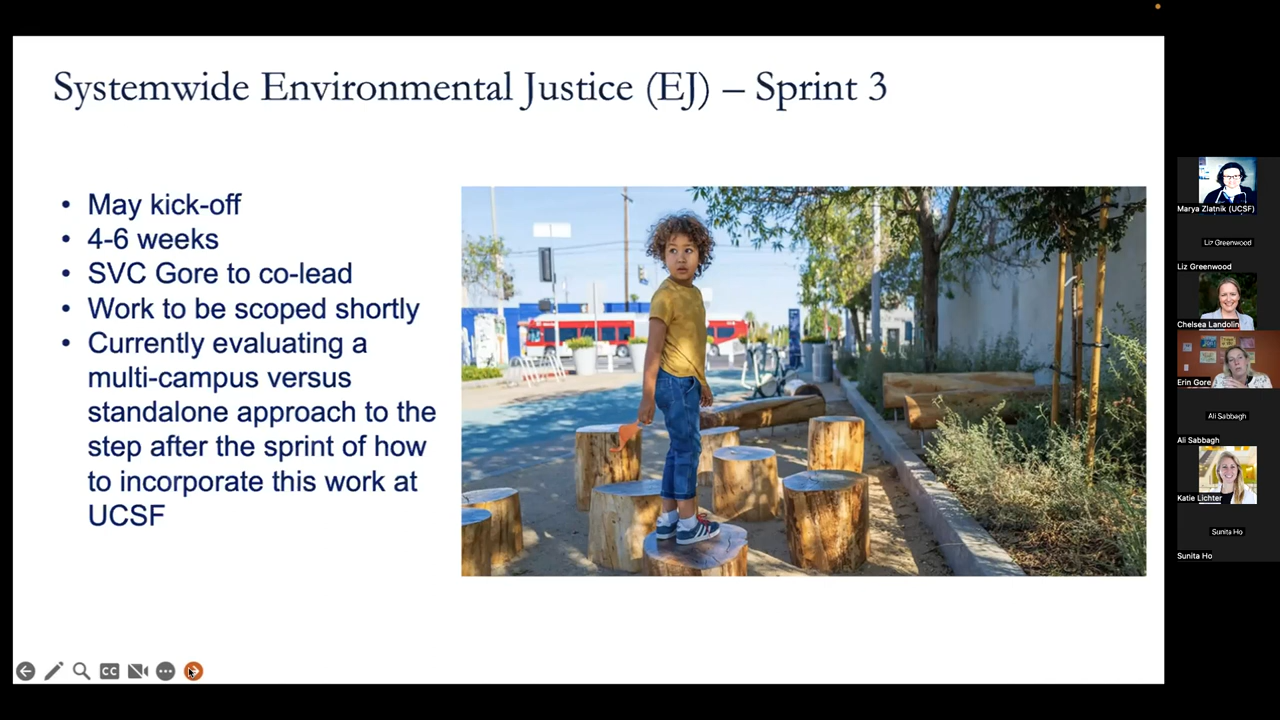 Systemwide Environmental Justice (EJ) – Sprint 3
• May kick-off
• 4-6 weeks
• SVC Gore to co-lead
• Work to be scoped shortly
• Currently evaluating a
multi-campus versus
standalone approach to the
step after the sprint of how
to incorporate this work at
UCSF
CC
Marya Zlatnik (UCSF)
Liz Greenwood
Liz Greenwood
Chelsea Landolin
Erin Gore
Ali Sabbagh
Ali Sabbagh
Katie Lichter
Sunita Ho
Sunita Ho